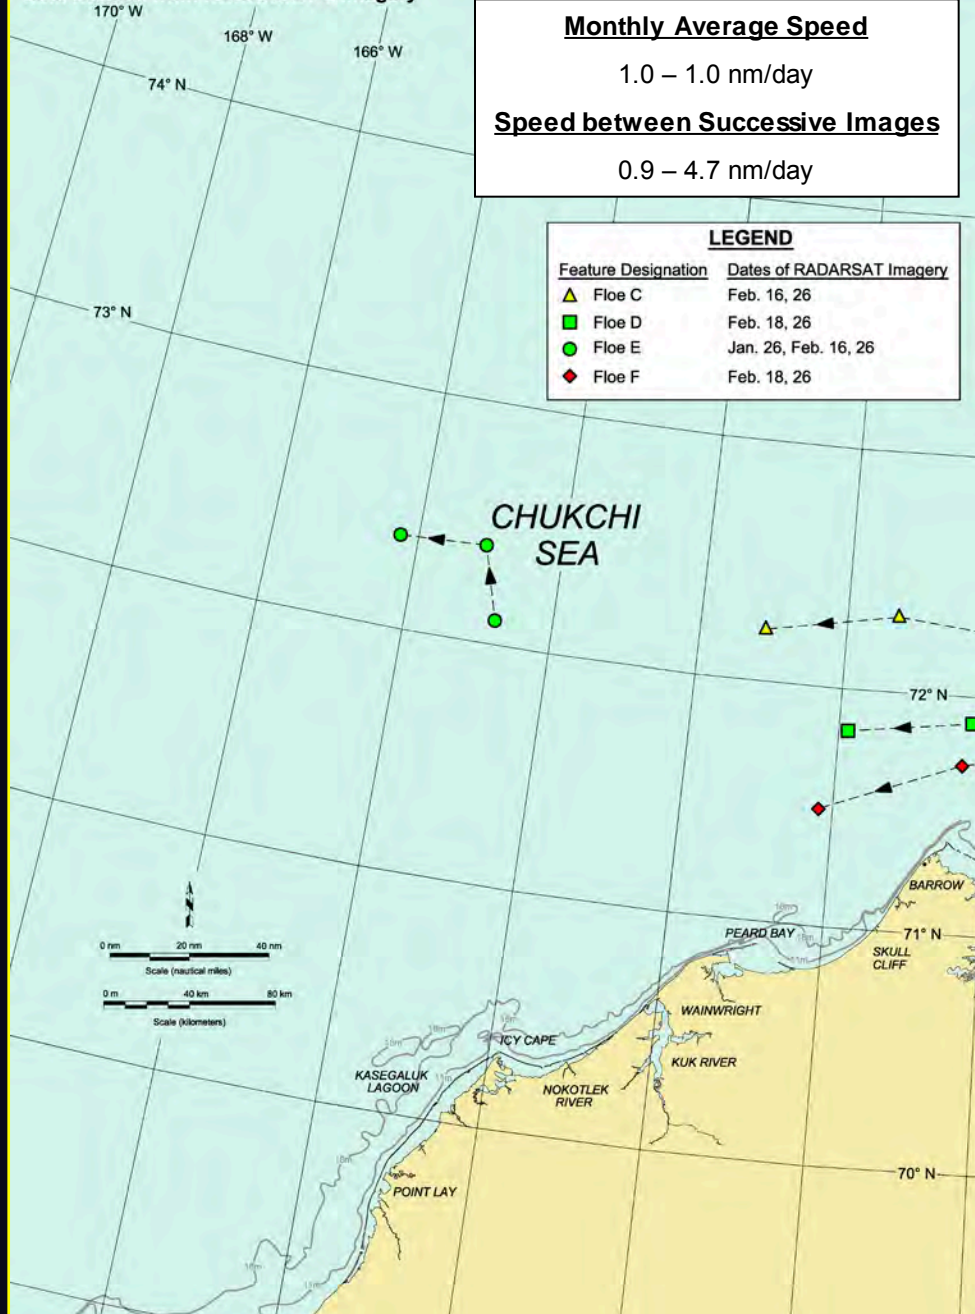 170° W
168° W
166° W
74° N
Monthly Average Speed
1.0 – 1.0 nm/day
Speed between Successive Images
0.9 – 4.7 nm/day
LEGEND
Feature Designation Dates of RADARSAT Imagery
Floe C Feb. 16, 26
Floe D Feb. 18, 26
Floe E Jan. 26, Feb. 16, 26
Floe F Feb. 18, 26
73° N
CHUKCHI
SEA
72° N
BARROW
PEARD BAY
71° N
SKULL
CLIFF
0 nm 20 nm 40 nm
Scale (nautical miles)
0 m 40 km 80 km
Scale (kilometers)
WAINWRIGHT
ICY CAPE
KUK RIVER
KASEGALUK
LAGOON
NOKOTLEK
RIVER
70° N
POINT LAY